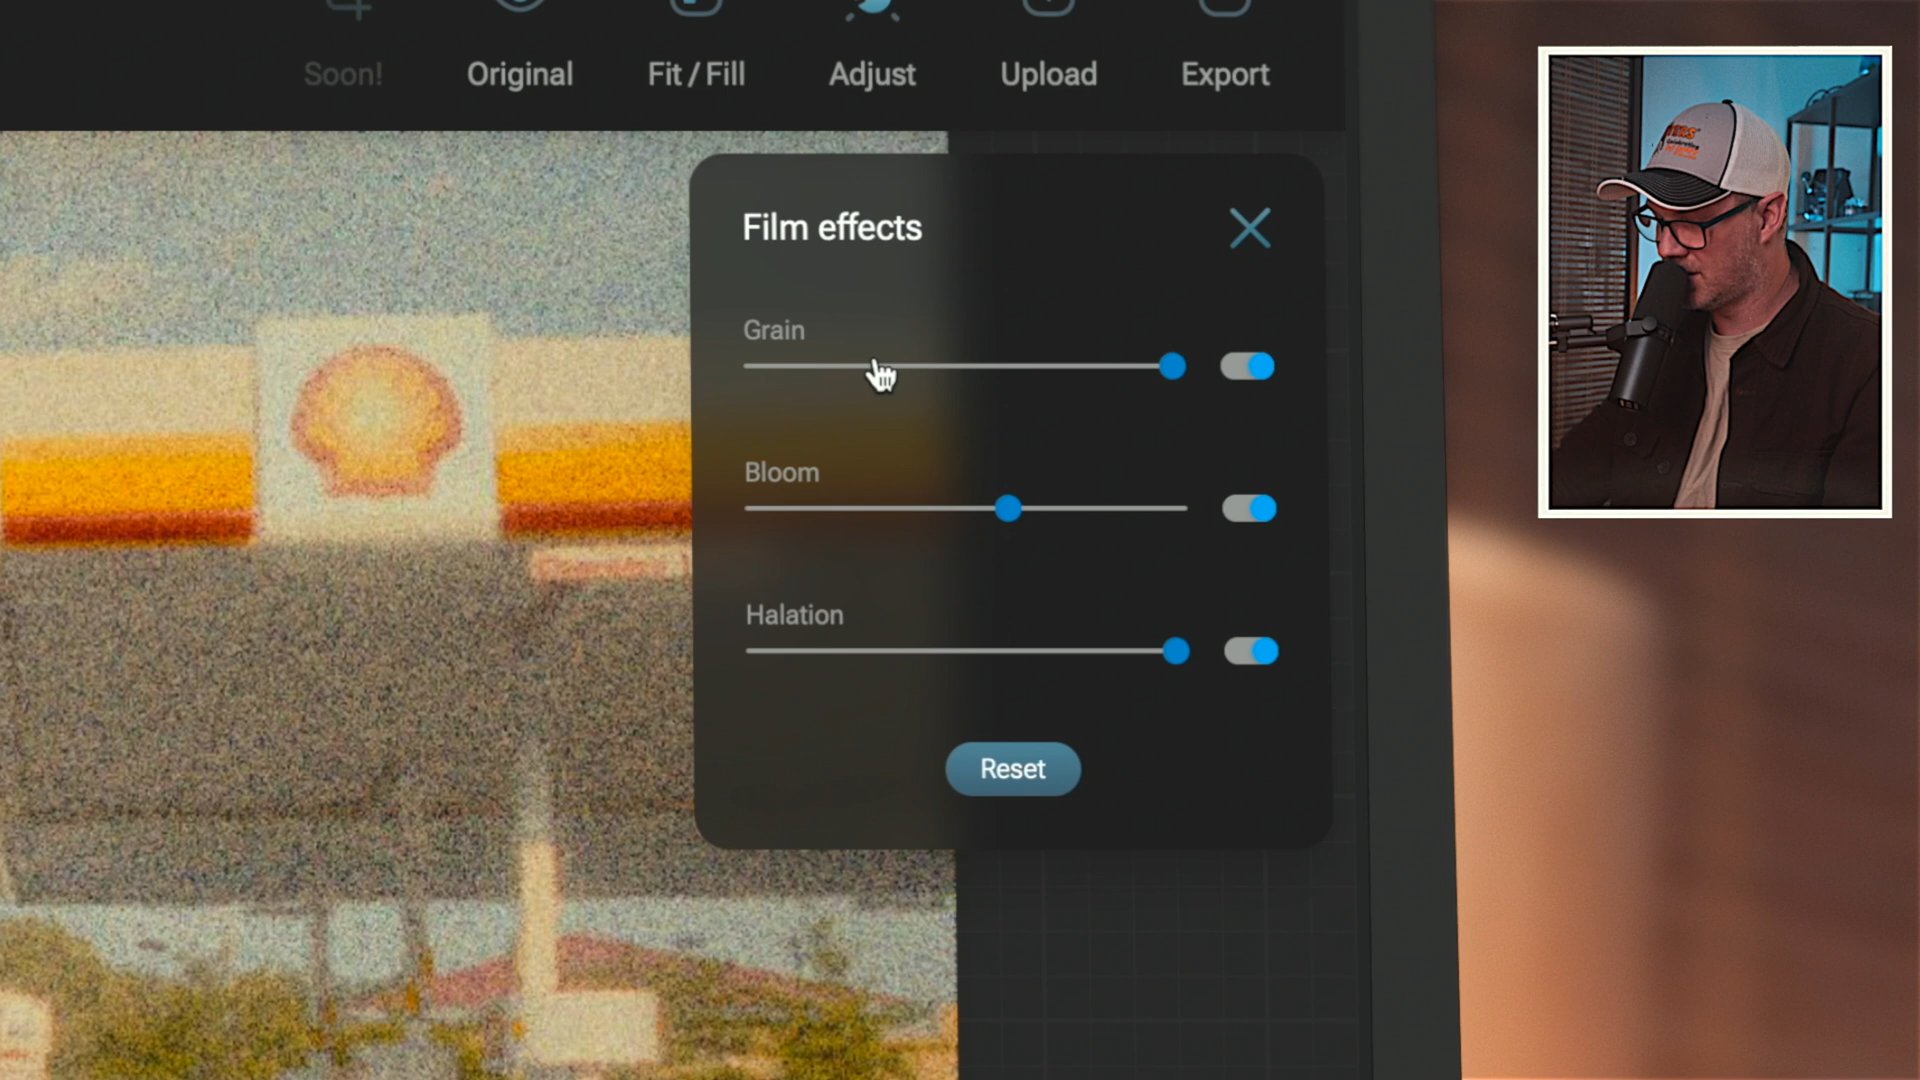 Soon!
Original
Fit / Fill
Adjust
Upload
Export
Film effects
Grain
Bloom
Halation
Reset